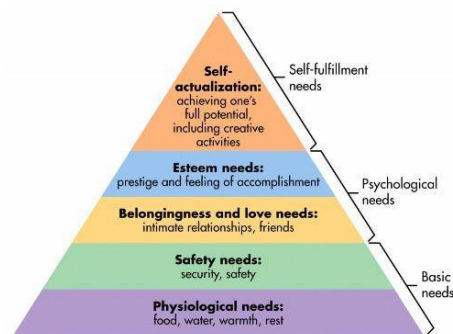 Self-
actualization:
achieving one's
full potential,
including creative
activities
Self-fulfillment
needs
Esteem needs:
prestige and feeling of accomplishment
Psychological
needs
Belongingness and love needs:
intimate relationships, friends
Safety needs:
security, safety
Basic
needs
Physiological needs:
food, water, warmth, rest